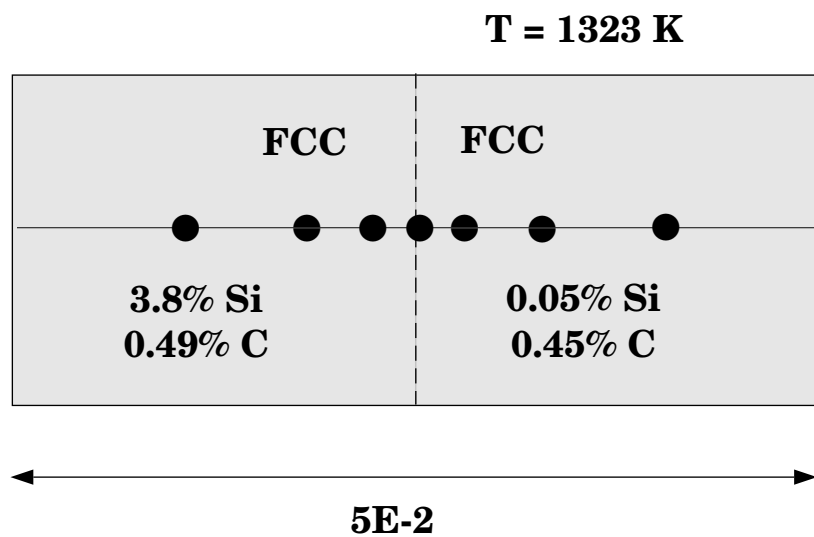 T = 1323 K
FCC FCC
3.8% Si 0.05% Si
0.49% C 0.45% C
5E-2